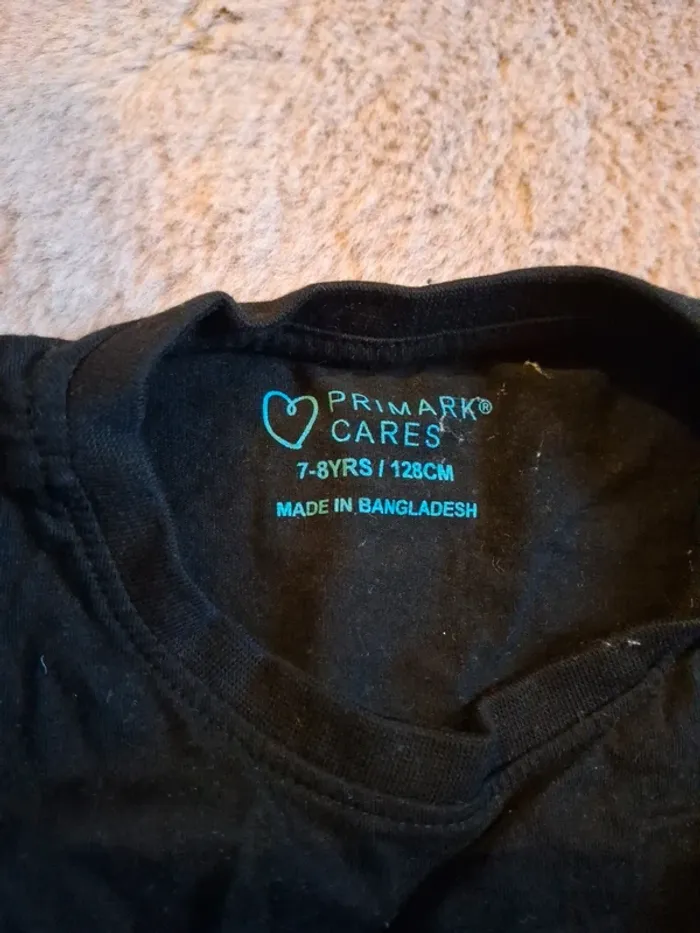 PRIMARK®
CARES
7-8YRS / 128CM
MADE IN BANGLADESH